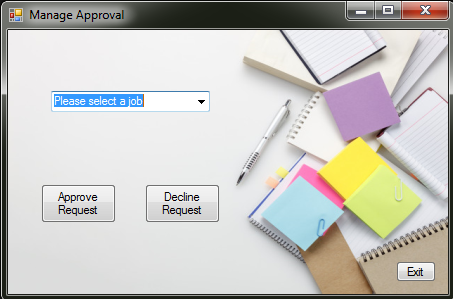 Manage Approval
Please select a job
Approve
Request
Decline
Request
Exit